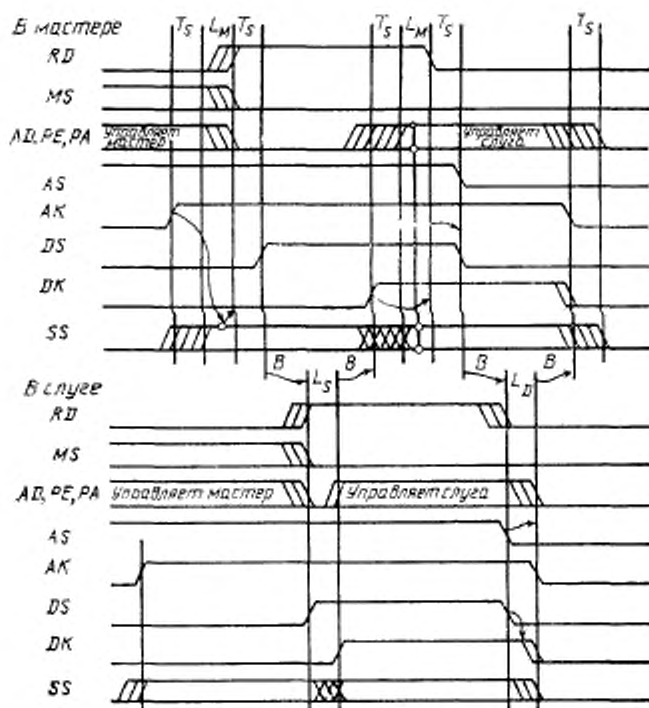 В мастере
T_S L_M T_S T_S L_M T_S T_S
RD
MS
AD, PE, PA Управляет мастер Управляет слуга
AS
AK
DS
DK
SS
B L_S B B L_D B
В слуге
RD
MS
AD, PE, PA Управляет мастер Управляет слуга
AS
AK
DS
DK
SS